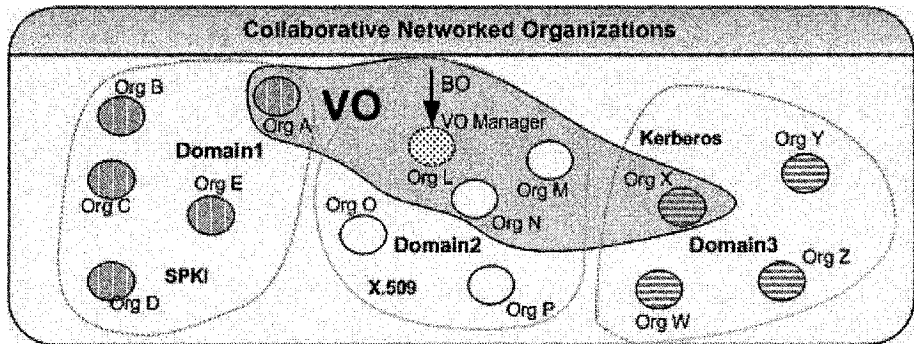 Collaborative Networked Organizations
Org B
Org A
VO
BO
VO Manager
Org L
Org M
Org N
Domain1
Org C
Org E
Org D
SPKI
Org O
Domain2
X.509
Org P
Kerberos
Org Y
Org X
Domain3
Org Z
Org W